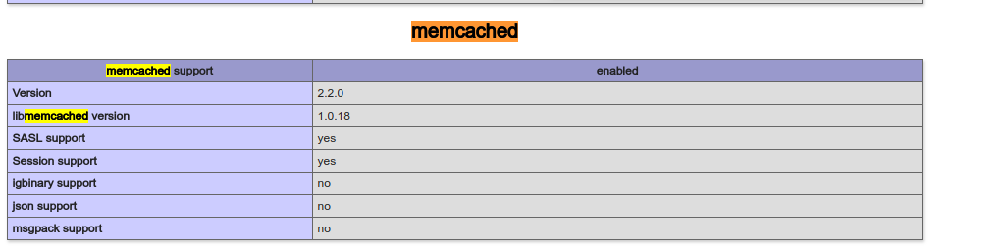 memcached
memcached support enabled
Version 2.2.0
libmemcached version 1.0.18
SASL support yes
Session support yes
igbinary support no
json support no
msgpack support no